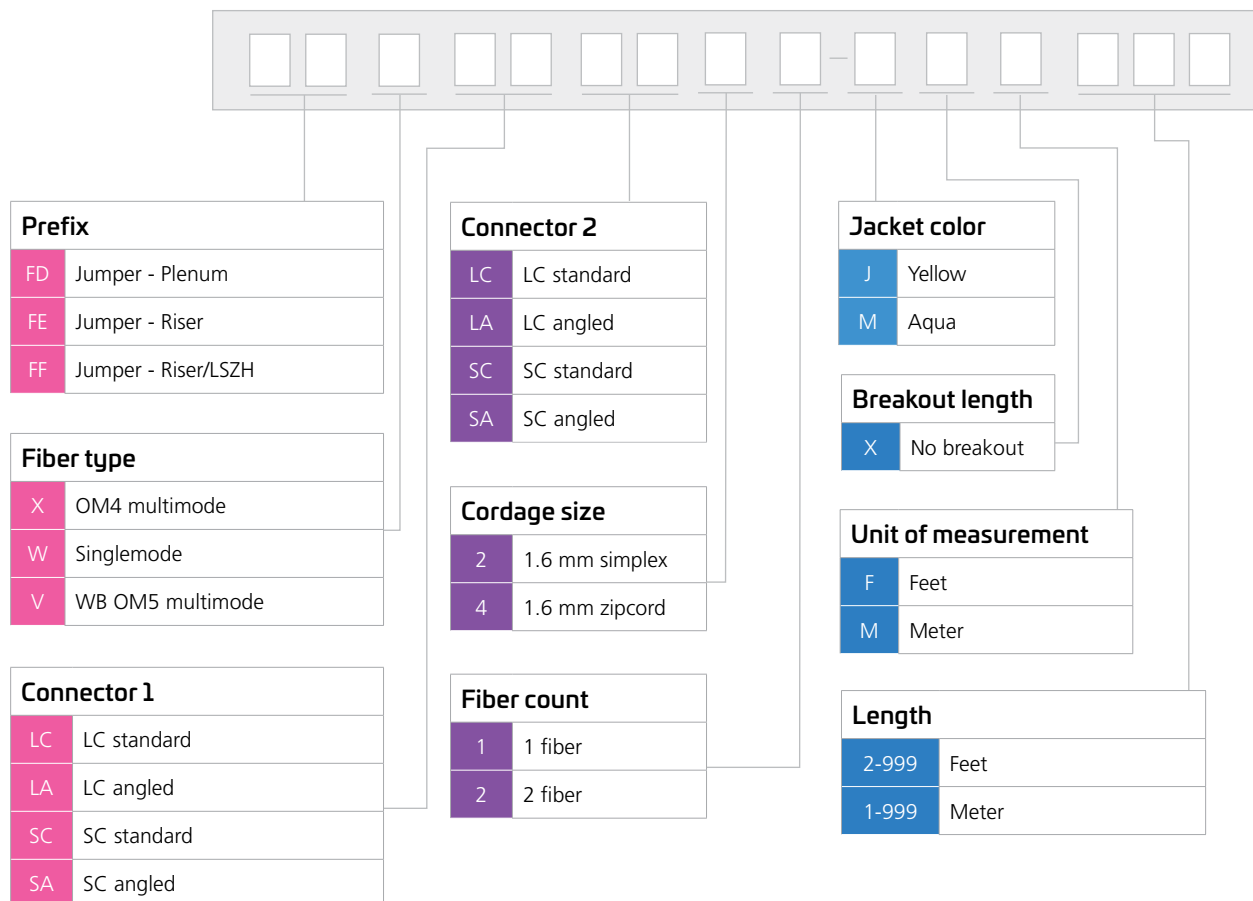 Prefix
FD Jumper - Plenum
FE Jumper - Riser
FF Jumper - Riser/LSZH
Fiber type
X OM4 multimode
W Singlemode
V WB OM5 multimode
Connector 1
LC LC standard
LA LC angled
SC SC standard
SA SC angled
Connector 2
LC LC standard
LA LC angled
SC SC standard
SA SC angled
Cordage size
2 1.6 mm simplex
4 1.6 mm zipcord
Fiber count
1 1 fiber
2 2 fiber
Jacket color
J Yellow
M Aqua
Breakout length
X No breakout
Unit of measurement
F Feet
M Meter
Length
2-999 Feet
1-999 Meter